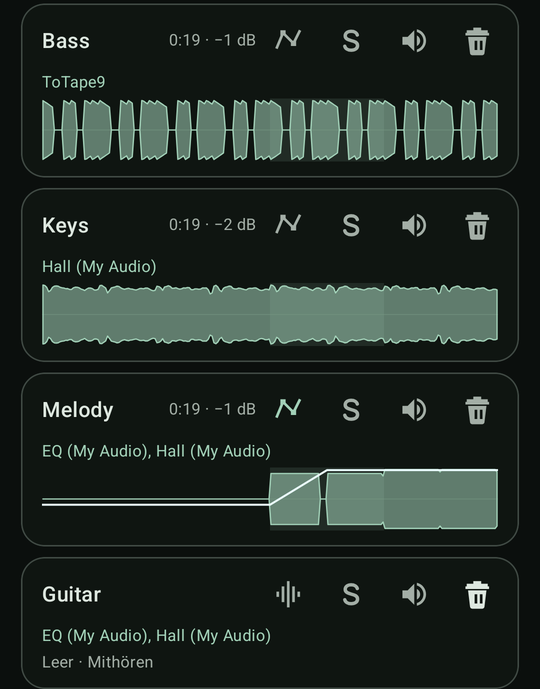 Bass 0:19 · −1 dB S
ToTape9
Keys 0:19 · −2 dB S
Hall (My Audio)
Melody 0:19 · −1 dB S
EQ (My Audio), Hall (My Audio)
Guitar S
EQ (My Audio), Hall (My Audio)
Leer · Mithören